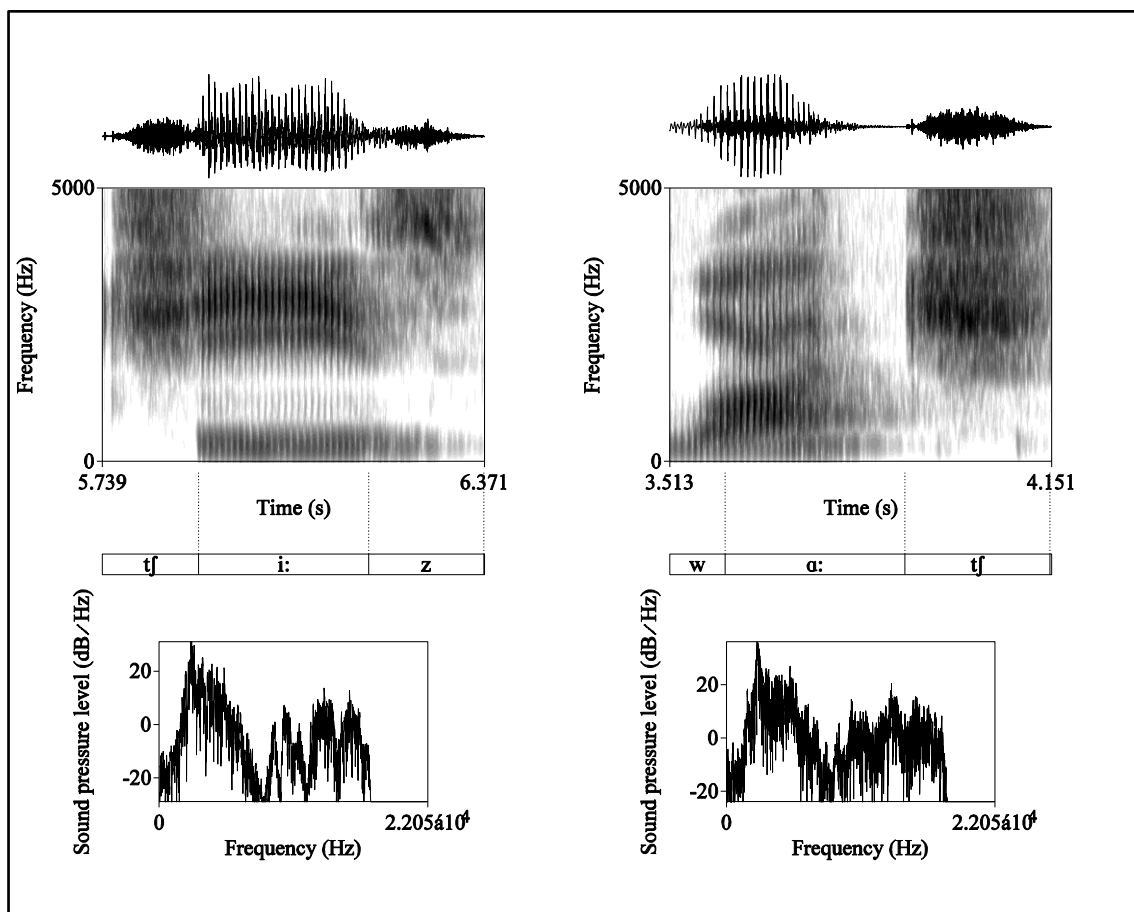 5000
Frequency (Hz)
0
5.739
6.371
Time (s)
tʃ i: z
Sound pressure level (dB/Hz)
20
0
-20
0
2.205á10⁴
Frequency (Hz)
5000
Frequency (Hz)
0
3.513
4.151
Time (s)
w ɑ: tʃ
Sound pressure level (dB/Hz)
20
0
-20
0
2.205á10⁴
Frequency (Hz)